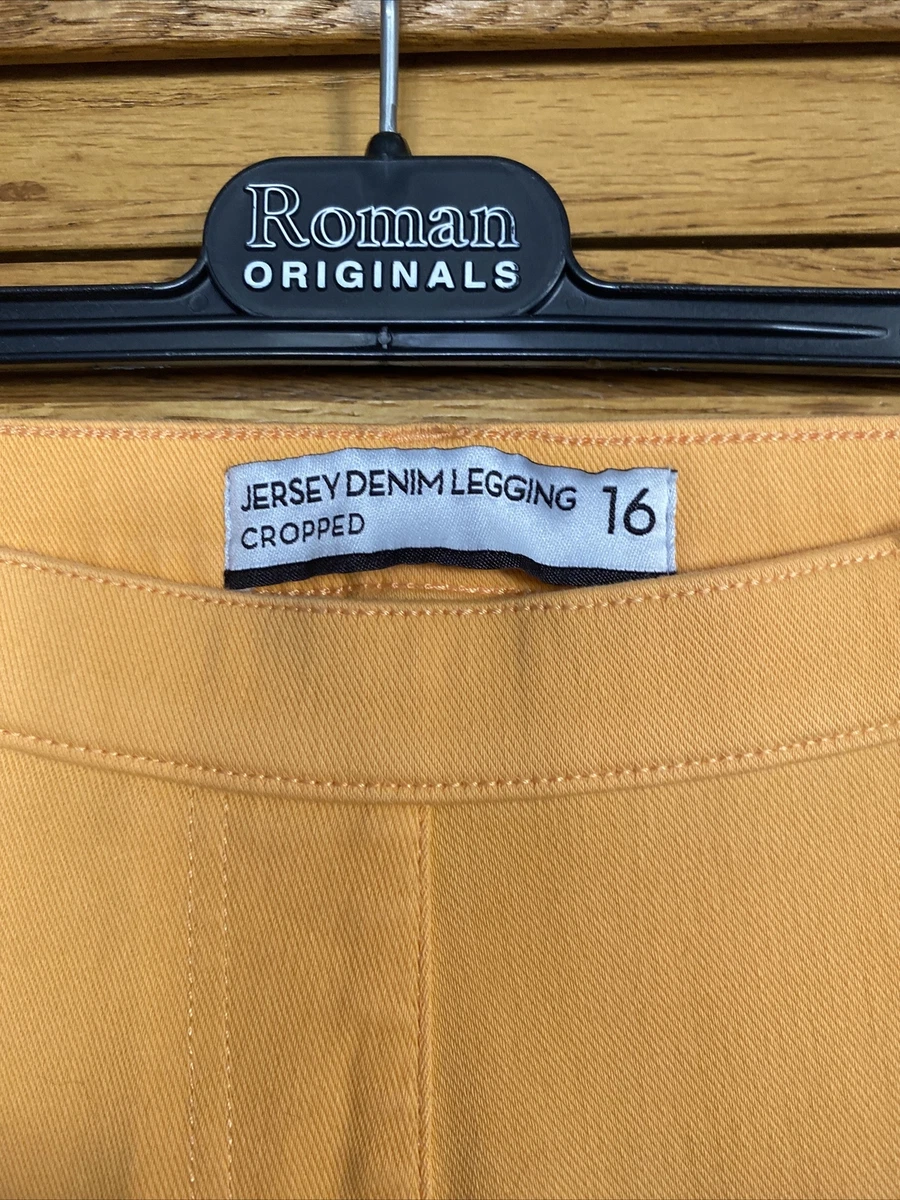 Roman
ORIGINALS
JERSEY DENIM LEGGING 16
CROPPED